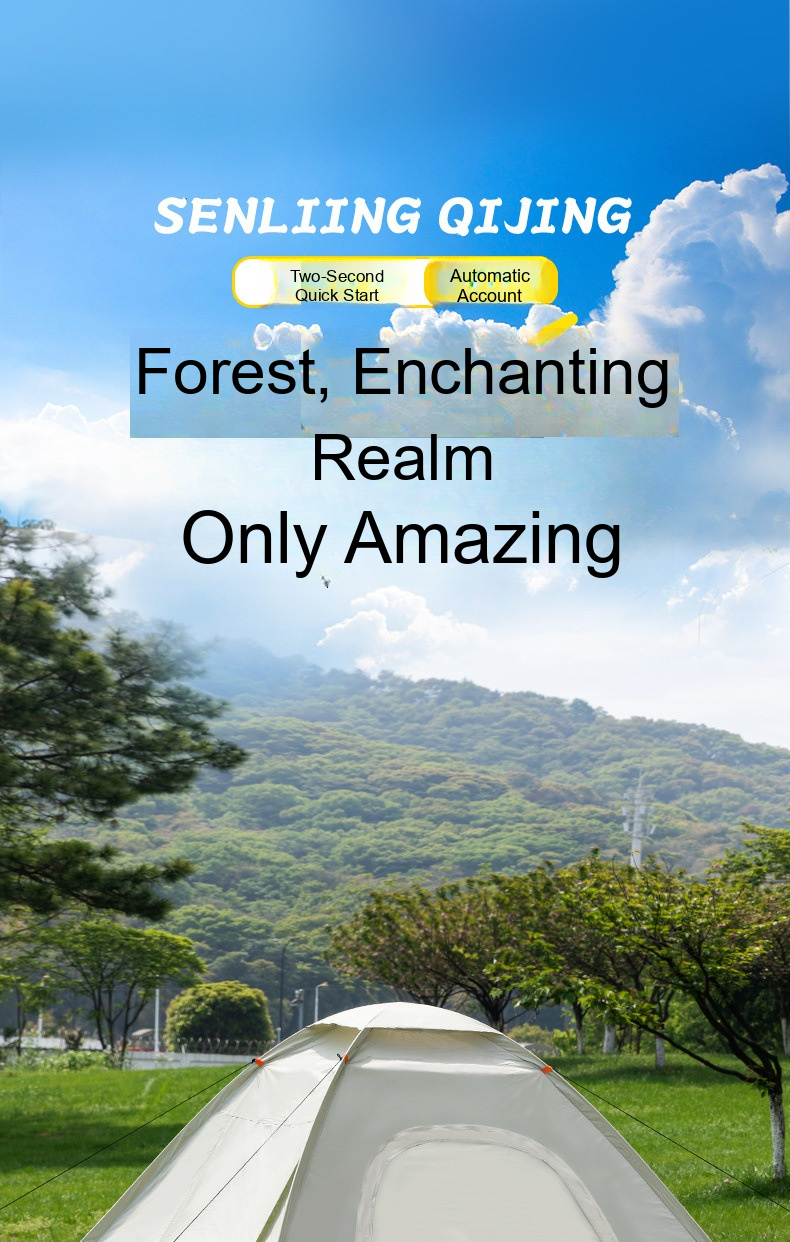 SENLIING QIJING
Two-Second Automatic
Quick Start Account
Forest, Enchanting
Realm
Only Amazing